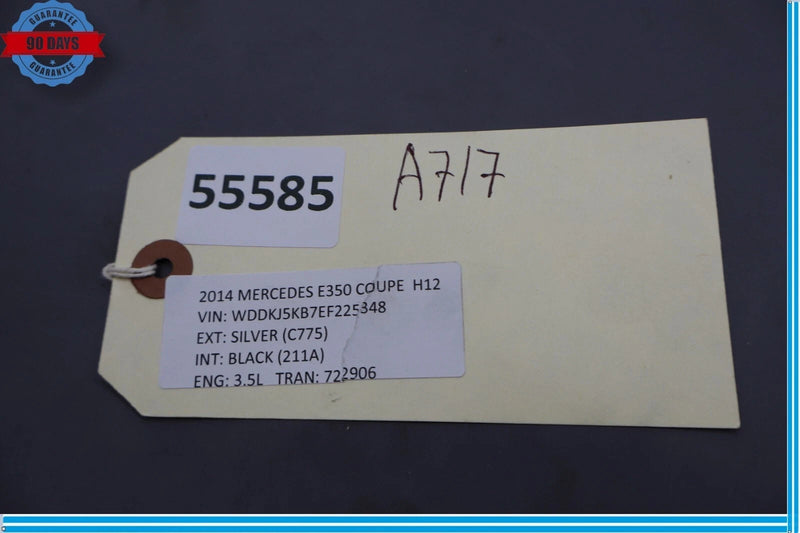 GUARANTEE
90 DAYS
GUARANTEE
55585
A717
2014 MERCEDES E350 COUPE H12
VIN: WDDKJ5KB7EF225348
EXT: SILVER (C775)
INT: BLACK (211A)
ENG: 3.5L TRAN: 722906